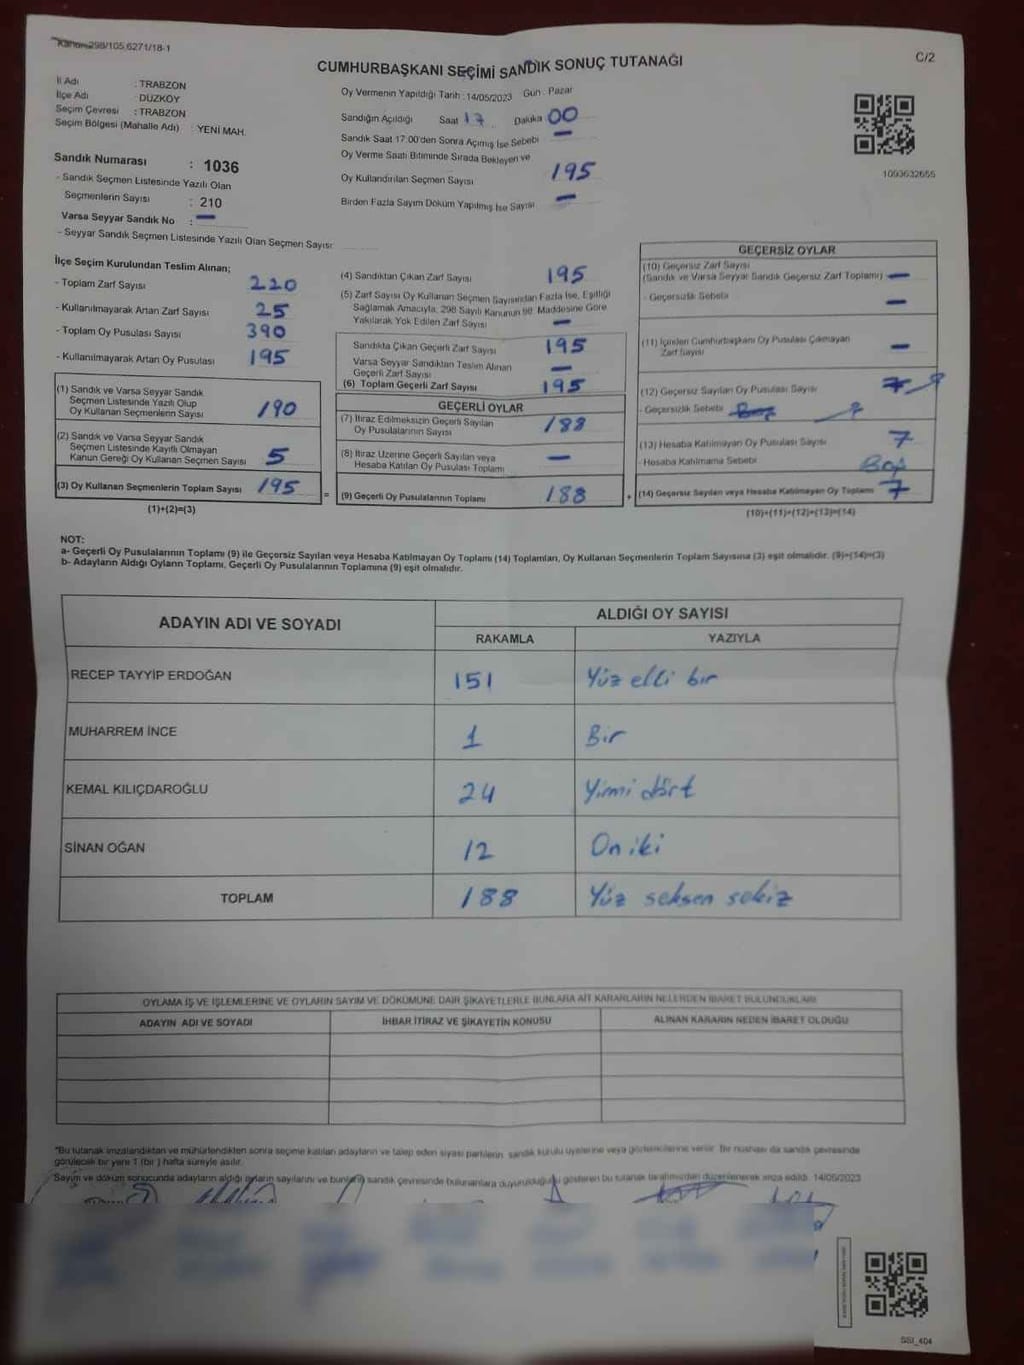 Kanun 298/105,6271/18-1
C/2
CUMHURBAŞKANI SEÇİMİ SANDIK SONUÇ TUTANAĞI
İl Adı : TRABZON
İlçe Adı : DÜZKÖY
Seçim Çevresi : TRABZON
Seçim Bölgesi (Mahalle Adı) : YENİ MAH.
Oy Vermenin Yapıldığı Tarih : 14/05/2023 Gün : Pazar
Sandığın Açıldığı Saat 17 Dakika 00
Sandık Saat 17:00'den Sonra Açılmış İse Sebebi —
Oy Verme Saati Bitiminde Sırada Bekleyen ve
Oy Kullandırılan Seçmen Sayısı 195
Birden Fazla Sayım Döküm Yapılmış İse Sayısı —
1093632655
Sandık Numarası : 1036
- Sandık Seçmen Listesinde Yazılı Olan
Seçmenlerin Sayısı : 210
Varsa Seyyar Sandık No : —
- Seyyar Sandık Seçmen Listesinde Yazılı Olan Seçmen Sayısı:
İlçe Seçim Kurulundan Teslim Alınan;
- Toplam Zarf Sayısı 220
- Kullanılmayarak Artan Zarf Sayısı 25
- Toplam Oy Pusulası Sayısı 390
- Kullanılmayarak Artan Oy Pusulası 195
(1) Sandık ve Varsa Seyyar Sandık
Seçmen Listesinde Yazılı Olup
Oy Kullanan Seçmenlerin Sayısı 190
(2) Sandık ve Varsa Seyyar Sandık
Seçmen Listesinde Kayıtlı Olmayan
Kanun Gereği Oy Kullanan Seçmen Sayısı 5
(3) Oy Kullanan Seçmenlerin Toplam Sayısı 195 =
(1)+(2)=(3)
(4) Sandıktan Çıkan Zarf Sayısı 195
(5) Zarf Sayısı Oy Kullanan Seçmen Sayısından Fazla İse, Eşitliği
Sağlamak Amacıyla, 298 Sayılı Kanunun 98. Maddesine Göre
Yakılarak Yok Edilen Zarf Sayısı —
Sandıkta Çıkan Geçerli Zarf Sayısı 195
Varsa Seyyar Sandıktan Teslim Alınan
Geçerli Zarf Sayısı —
(6) Toplam Geçerli Zarf Sayısı 195
GEÇERLİ OYLAR
(7) İtiraz Edilmeksizin Geçerli Sayılan
Oy Pusulalarının Sayısı 188
(8) İtiraz Üzerine Geçerli Sayılan veya
Hesaba Katılan Oy Pusulası Toplamı —
(9) Geçerli Oy Pusulalarının Toplamı 188 +
GEÇERSİZ OYLAR
(10) Geçersiz Zarf Sayısı
(Sandık ve Varsa Seyyar Sandık Geçersiz Zarf Toplamı) —
- Geçersizlik Sebebi —
(11) İçinden Cumhurbaşkanı Oy Pusulası Çıkmayan
Zarf Sayısı —
(12) Geçersiz Sayılan Oy Pusulası Sayısı 7
- Geçersizlik Sebebi Boş
(13) Hesaba Katılmayan Oy Pusulası Sayısı 7
- Hesaba Katılmama Sebebi Boş
(14) Geçersiz Sayılan veya Hesaba Katılmayan Oy Toplamı 7
(10)+(11)+(12)+(13)=(14)
NOT:
a- Geçerli Oy Pusulalarının Toplamı (9) ile Geçersiz Sayılan veya Hesaba Katılmayan Oy Toplamı (14) Toplamları, Oy Kullanan Seçmenlerin Toplam Sayısına (3) eşit olmalıdır. (9)+(14)=(3)
b- Adayların Aldığı Oyların Toplamı, Geçerli Oy Pusulalarının Toplamına (9) eşit olmalıdır.
ADAYIN ADI VE SOYADI
ALDIĞI OY SAYISI
RAKAMLA YAZIYLA
RECEP TAYYİP ERDOĞAN 151 Yüz elli bir
MUHARREM İNCE 1 Bir
KEMAL KILIÇDAROĞLU 24 Yirmi dört
SİNAN OĞAN 12 On iki
TOPLAM 188 Yüz seksen sekiz
OYLAMA İŞ VE İŞLEMLERİNE VE OYLARIN SAYIM VE DÖKÜMÜNE DAİR ŞİKAYETLERLE BUNLARA AİT KARARLARIN NELERDEN İBARET BULUNDUKLARI
ADAYIN ADI VE SOYADI İHBAR İTİRAZ VE ŞİKAYETİN KONUSU ALINAN KARARIN NEDEN İBARET OLDUĞU
*Bu tutanak imzalandıktan ve mühürlendikten sonra seçime katılan adayların ve talep eden siyasi partilerin sandık kurulu üyelerine veya gözlemcilerine verilir. Bir nüshası da sandık çevresinde
görülecek bir yere 1 (bir) hafta süreyle asılır.
Sayım ve döküm sonucunda adayların aldığı oyların sayılarını ve bunların sandık çevresinde bulunanlara duyurulduğunu gösteren bu tutanak tarafımızdan düzenlenerek imza edildi. 14/05/2023
SSI_404